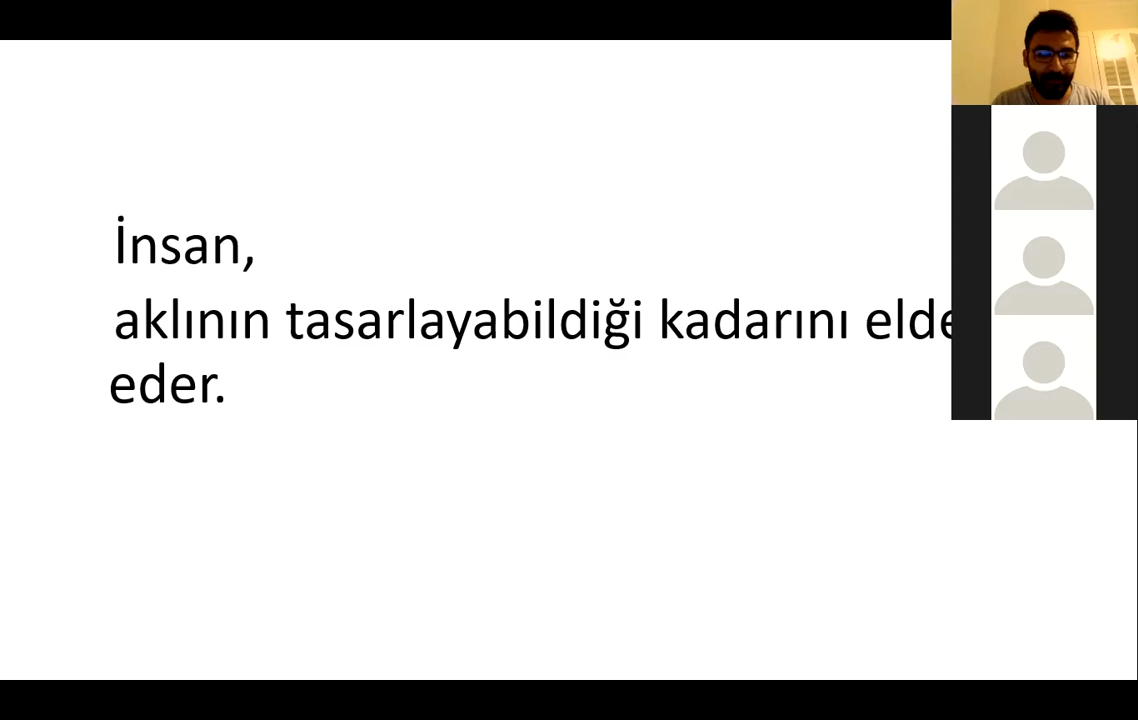 İnsan,
aklının tasarlayabildiği kadarını elde
eder.